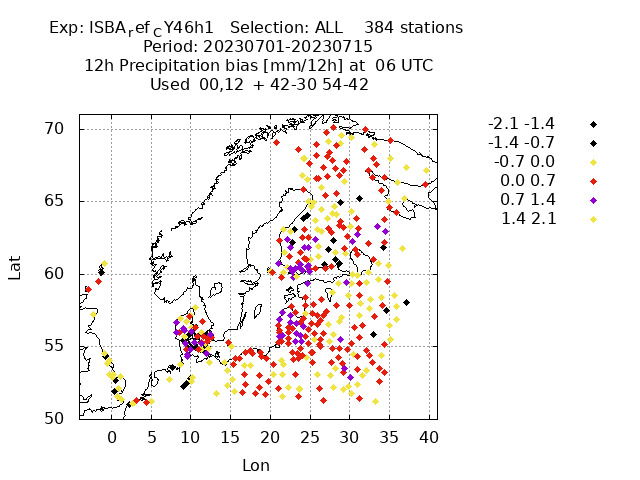 Exp: ISBA_ref_CY46h1 Selection: ALL 384 stations
Period: 20230701-20230715
12h Precipitation bias [mm/12h] at 06 UTC
Used 00,12 + 42-30 54-42
-2.1 -1.4
-1.4 -0.7
-0.7 0.0
0.0 0.7
0.7 1.4
1.4 2.1
70
65
60
55
50
Lat
0 5 10 15 20 25 30 35 40
Lon